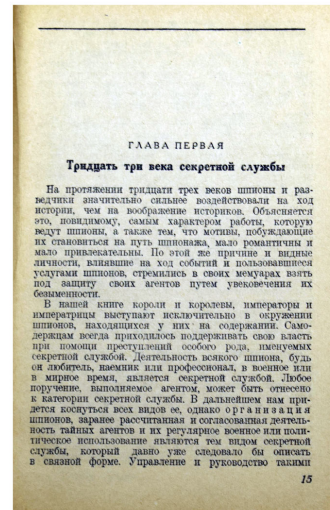 ГЛАВА ПЕРВАЯ
Тридцать три века секретной службы
На протяжении тридцати трех веков шпионы и раз-
ведчики значительно сильнее воздействовали на ход
истории, чем на воображение историков. Объясняется
это, повидимому, самым характером работы, которую
ведут шпионы, а также тем, что мотивы, побуждающие
их становиться на путь шпионажа, мало романтичны и
мало привлекательны. По этой же причине и видные
личности, влиявшие на ход событий и пользовавшиеся
услугами шпионов, стремились в своих мемуарах взять
под защиту своих агентов путем увековечения их
безыменности.
В нашей книге короли и королевы, императоры и
императрицы выступают исключительно в окружении
шпионов, находящихся у них на содержании. Само-
держцам всегда приходилось поддерживать свою власть
при помощи преступлений особого рода, именуемых
секретной службой. Деятельность всякого шпиона, будь
он любитель, наемник или профессионал, в военное или
в мирное время, является секретной службой. Любое
поручение, выполняемое агентом, может быть отнесено
к категории секретной службы. В дальнейшем нам при-
дется коснуться всех видов ее, однако организация
шпионов, заранее рассчитанная и согласованная деятель-
ность тайных агентов и их регулярное военное или поли-
тическое использование являются тем видом секретной
службы, который давно уже следовало бы описать
в связной форме. Управление и руководство такими
15